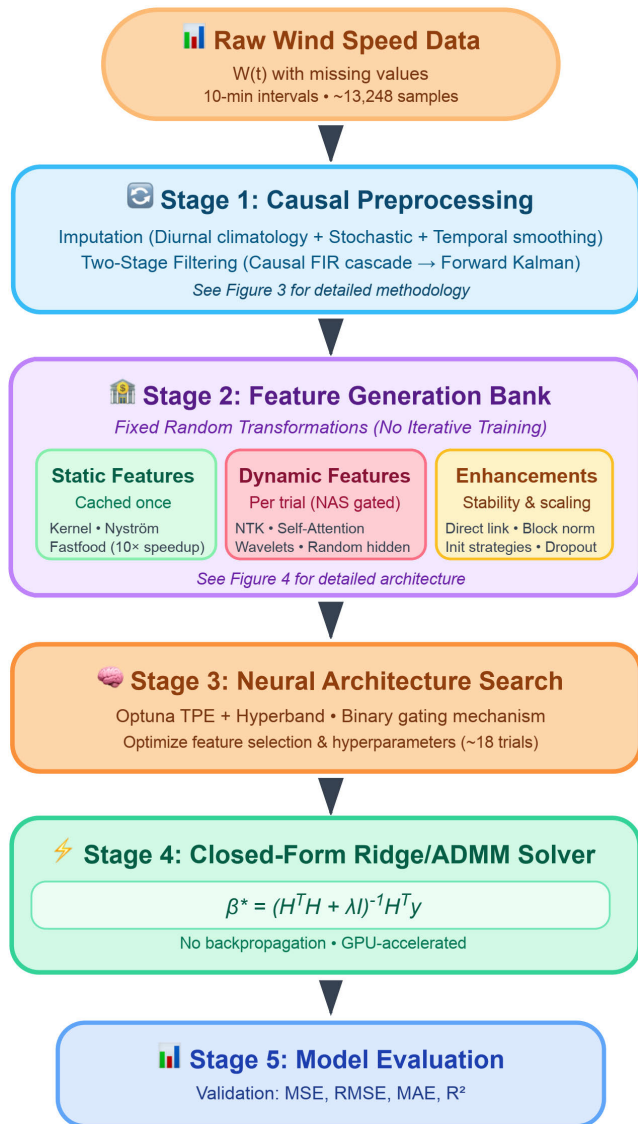 Raw Wind Speed Data
W(t) with missing values
10-min intervals • ~13,248 samples
Stage 1: Causal Preprocessing
Imputation (Diurnal climatology + Stochastic + Temporal smoothing)
Two-Stage Filtering (Causal FIR cascade → Forward Kalman)
See Figure 3 for detailed methodology
Stage 2: Feature Generation Bank
Fixed Random Transformations (No Iterative Training)
Static Features
Cached once
Kernel • Nyström
Fastfood (10× speedup)
Dynamic Features
Per trial (NAS gated)
NTK • Self-Attention
Wavelets • Random hidden
Enhancements
Stability & scaling
Direct link • Block norm
Init strategies • Dropout
See Figure 4 for detailed architecture
Stage 3: Neural Architecture Search
Optuna TPE + Hyperband • Binary gating mechanism
Optimize feature selection & hyperparameters (~18 trials)
Stage 4: Closed-Form Ridge/ADMM Solver
β* = (HᵀH + λI)⁻¹Hᵀy
No backpropagation • GPU-accelerated
Stage 5: Model Evaluation
Validation: MSE, RMSE, MAE, R²